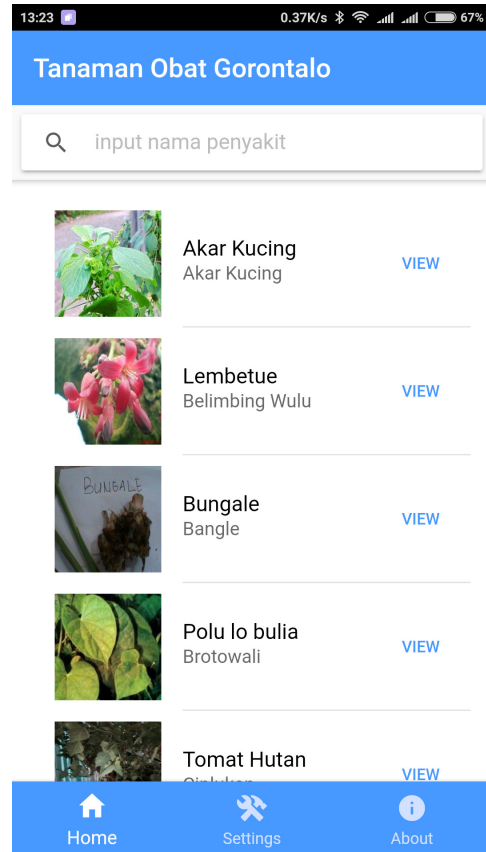 13:23
0.37K/s
67%
Tanaman Obat Gorontalo
input nama penyakit
Akar Kucing
Akar Kucing
VIEW
Lembetue
Belimbing Wulu
VIEW
BUNGALE
Bungale
Bangle
VIEW
Polu lo bulia
Brotowali
VIEW
Tomat Hutan
VIEW
Home
Settings
About